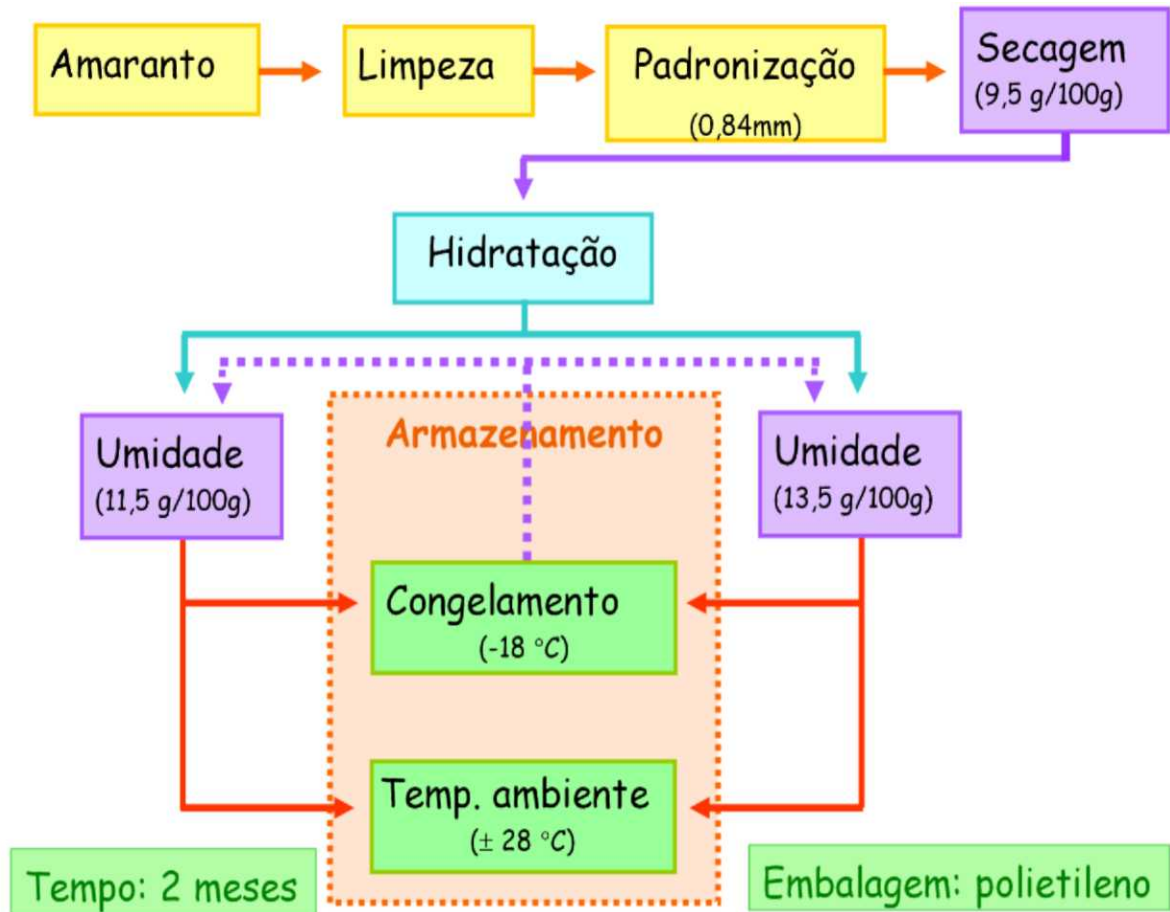 Amaranto
Limpeza
Padronização
(0,84mm)
Secagem
(9,5 g/100g)
Hidratação
Umidade
(11,5 g/100g)
Armazenamento
Umidade
(13,5 g/100g)
Congelamento
(-18 °C)
Temp. ambiente
(± 28 °C)
Tempo: 2 meses
Embalagem: polietileno